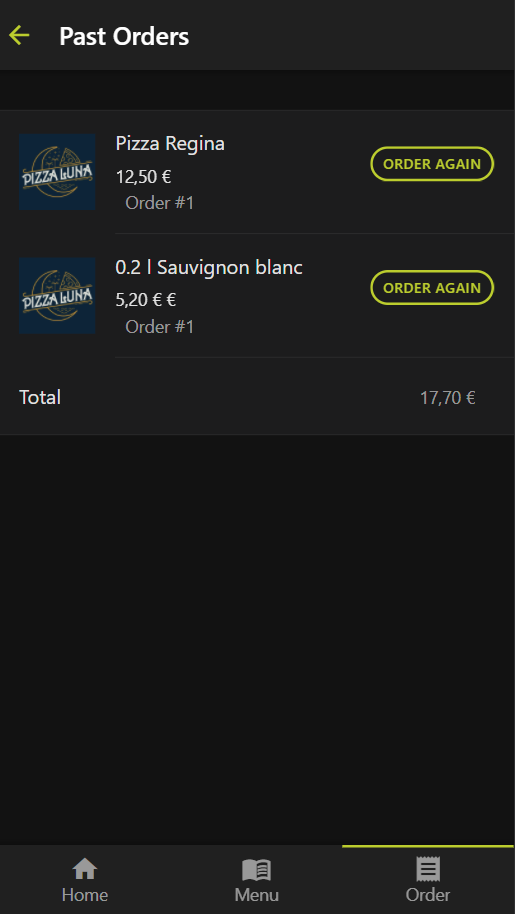 Past Orders
PIZZA LUNA
Pizza Regina
12,50 €
Order #1
ORDER AGAIN
PIZZA LUNA
0.2 l Sauvignon blanc
5,20 € €
Order #1
ORDER AGAIN
Total 17,70 €
Home Menu Order